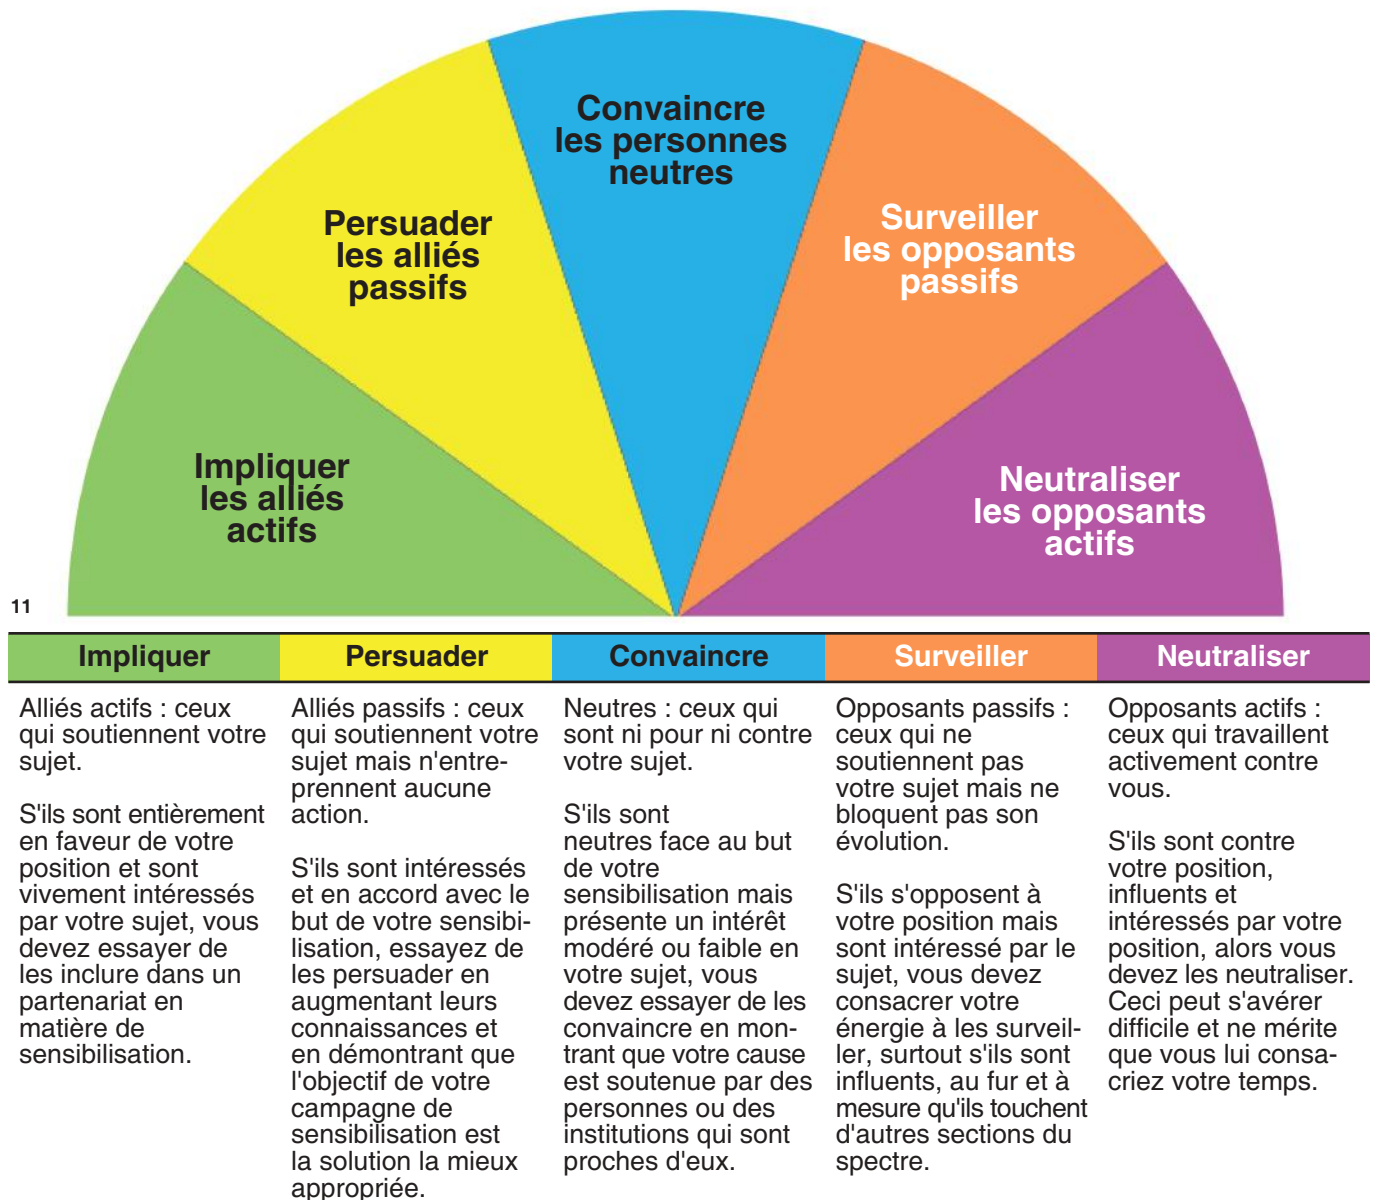 Convaincre
les personnes
neutres
Persuader
les alliés
passifs
Surveiller
les opposants
passifs
Impliquer
les alliés
actifs
Neutraliser
les opposants
actifs
11
Impliquer
Persuader
Convaincre
Surveiller
Neutraliser
Alliés actifs : ceux
qui soutiennent votre
sujet.
S'ils sont entièrement
en faveur de votre
position et sont
vivement intéressés
par votre sujet, vous
devez essayer de
les inclure dans un
partenariat en
matière de
sensibilisation.
Alliés passifs : ceux
qui soutiennent votre
sujet mais n'entre-
prennent aucune
action.
S'ils sont intéressés
et en accord avec le
but de votre sensibi-
lisation, essayez de
les persuader en
augmentant leurs
connaissances et
en démontrant que
l'objectif de votre
campagne de
sensibilisation est
la solution la mieux
appropriée.
Neutres : ceux qui
sont ni pour ni contre
votre sujet.
S'ils sont
neutres face au but
de votre
sensibilisation mais
présente un intérêt
modéré ou faible en
votre sujet, vous
devez essayer de les
convaincre en mon-
trant que votre cause
est soutenue par des
personnes ou des
institutions qui sont
proches d'eux.
Opposants passifs :
ceux qui ne
soutiennent pas
votre sujet mais ne
bloquent pas son
évolution.
S'ils s'opposent à
votre position mais
sont intéressé par le
sujet, vous devez
consacrer votre
énergie à les surveil-
ler, surtout s'ils sont
influents, au fur et à
mesure qu'ils touchent
d'autres sections du
spectre.
Opposants actifs :
ceux qui travaillent
activement contre
vous.
S'ils sont contre
votre position,
influents et
intéressés par votre
position, alors vous
devez les neutraliser.
Ceci peut s'avérer
difficile et ne mérite
que vous lui consa-
criez votre temps.